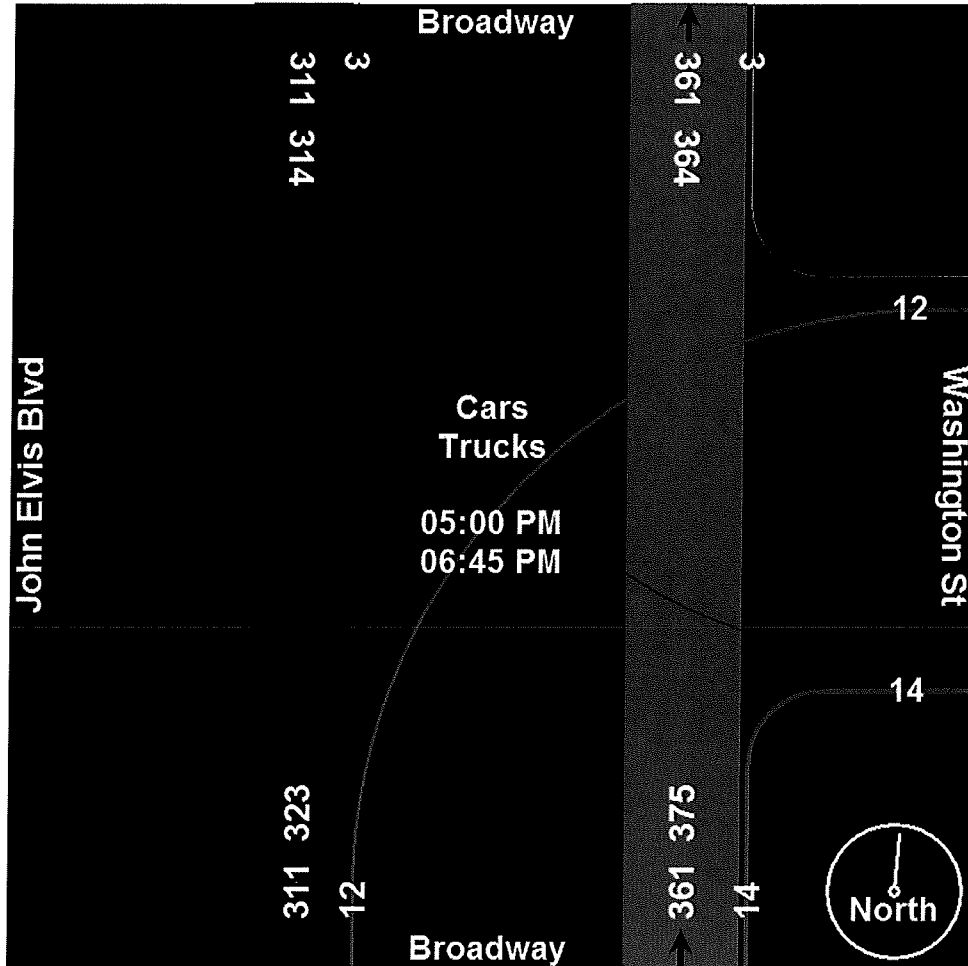 Broadway
311 314
3
361 364
3
12
John Elvis Blvd
Cars
Trucks
Washington St
05:00 PM
06:45 PM
14
311 323
12
361 375
14
North
Broadway